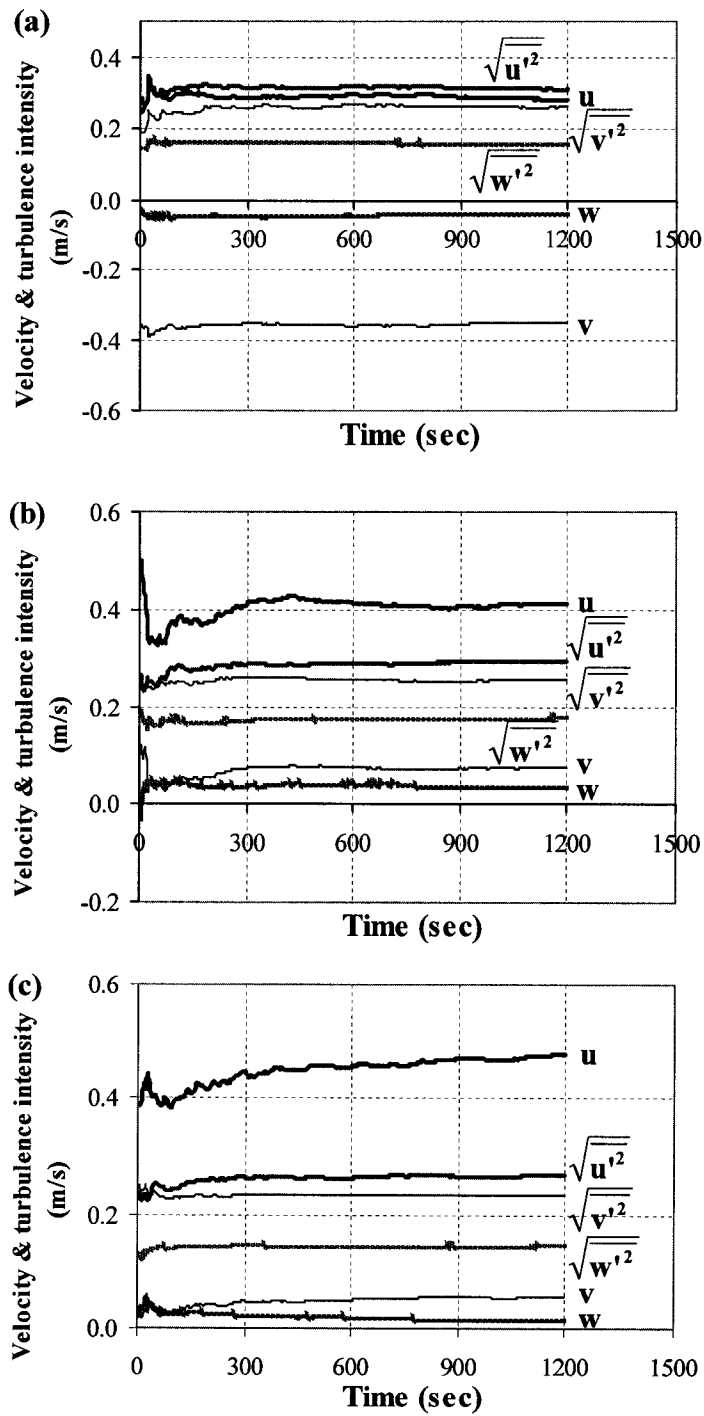 (a)
Velocity & turbulence intensity
(m/s)
0.4
0.2
0.0
-0.2
-0.4
-0.6
0 300 600 900 1200 1500
√u'²
u
√v'²
√w'²
w
v
Time (sec)
(b)
Velocity & turbulence intensity
(m/s)
0.6
0.4
0.2
0.0
-0.2
0 300 600 900 1200 1500
u
√u'²
√v'²
√w'²
v
w
Time (sec)
(c)
Velocity & turbulence intensity
(m/s)
0.6
0.4
0.2
0.0
0 300 600 900 1200 1500
u
√u'²
√v'²
√w'²
v
w
Time (sec)